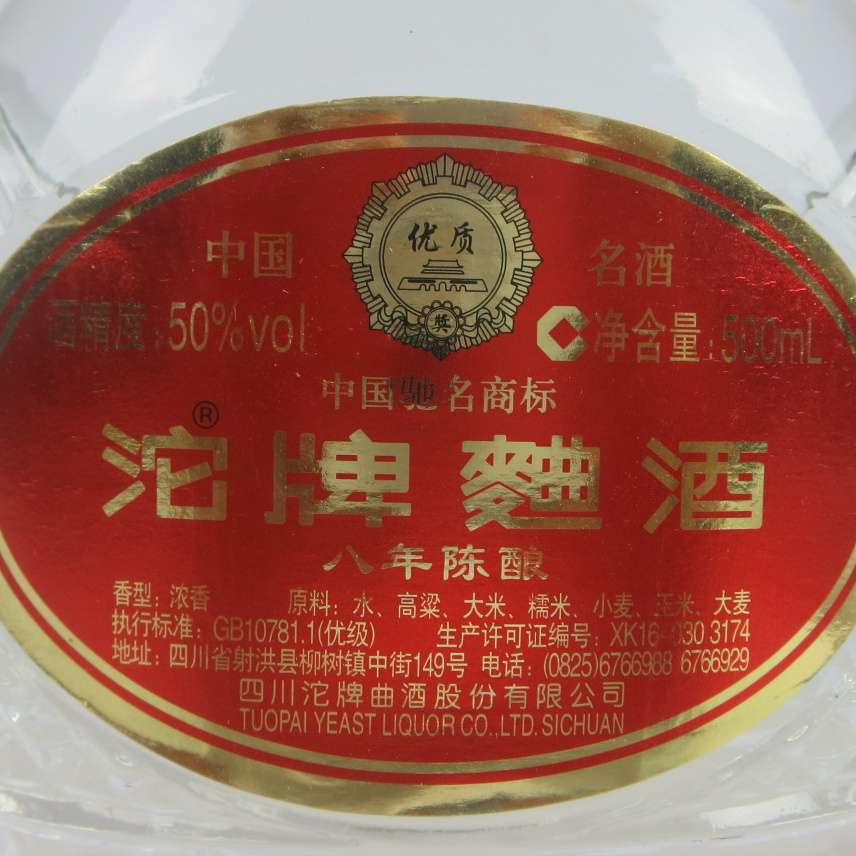 优质
奖
中国 名酒
酒精度:50%vol 净含量:500mL
中国驰名商标
沱牌®麯酒
八年陈酿
香型:浓香 原料:水、高粱、大米、糯米、小麦、玉米、大麦
执行标准:GB10781.1(优级) 生产许可证编号:XK16-030 3174
地址:四川省射洪县柳树镇中街149号 电话:(0825)6766988 6766929
四川沱牌曲酒股份有限公司
TUOPAI YEAST LIQUOR CO.,LTD. SICHUAN